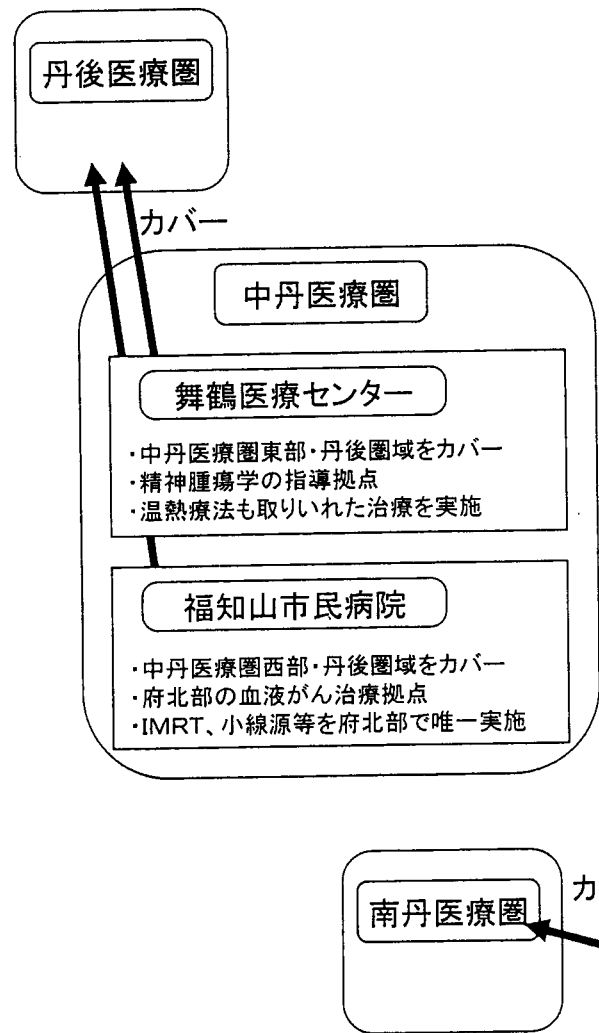 丹後医療圏
カバー
中丹医療圏
舞鶴医療センター
・中丹医療圏東部・丹後圏域をカバー
・精神腫瘍学の指導拠点
・温熱療法も取りいれた治療を実施
福知山市民病院
・中丹医療圏西部・丹後圏域をカバー
・府北部の血液がん治療拠点
・IMRT、小線源等を府北部で唯一実施
カ
南丹医療圏